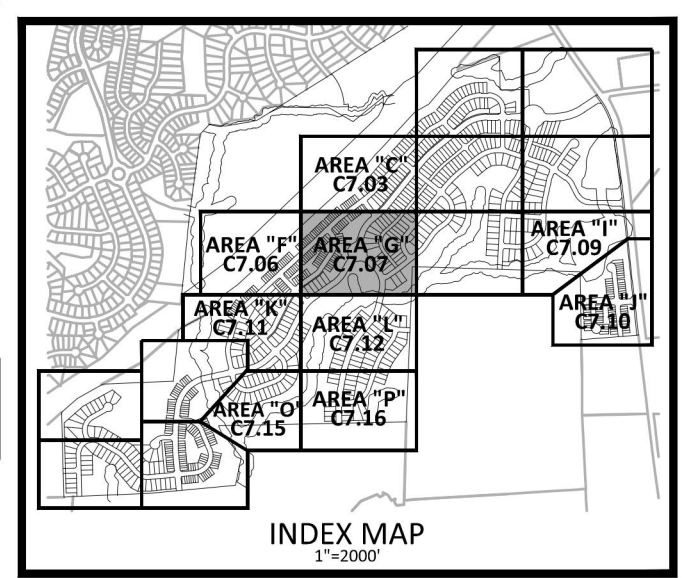 AREA "C"
C7.03
AREA "F"
C7.06
AREA "G"
C7.07
AREA "I"
C7.09
AREA "K"
C7.11
AREA "L"
C7.12
AREA "J"
C7.10
AREA "O"
C7.15
AREA "P"
C7.16
INDEX MAP
1"=2000'